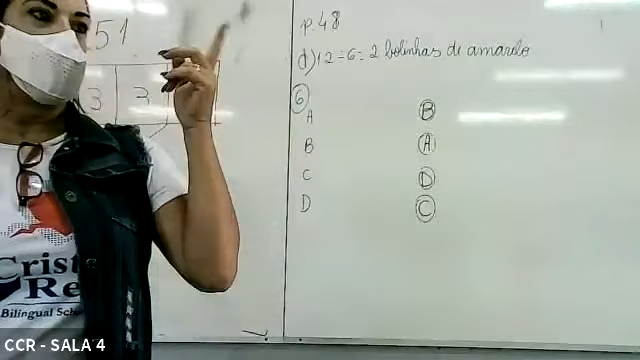 51
3 3
p.48
d) 12 = 6 = 2 bolinhas de amarelo
6
A B
B A
C D
D C
Crist
Re
Bilingual Sch
CCR - SALA 4